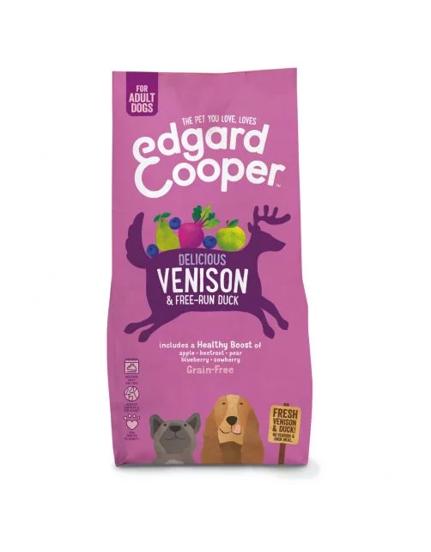 FOR
ADULT
DOGS
THE PET YOU LOVE, LOVES
edgard
Cooper™
DELICIOUS
VENISON
& FREE-RUN DUCK
includes a Healthy Boost of
apple • beetroot • pear
blueberry • cowberry
Grain-Free
FRESH
VENISON
& DUCK!